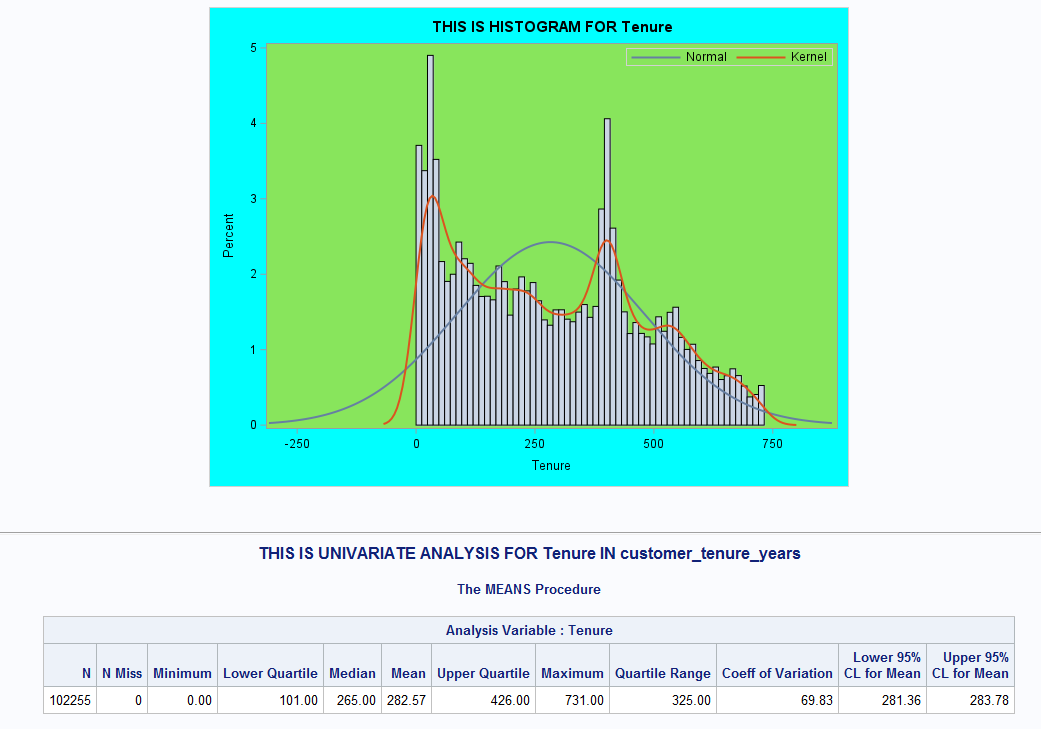 THIS IS HISTOGRAM FOR Tenure
Normal Kernel
5
4
3
2
1
0
Percent
-250 0 250 500 750
Tenure
THIS IS UNIVARIATE ANALYSIS FOR Tenure IN customer_tenure_years
The MEANS Procedure
Analysis Variable : Tenure
N N Miss Minimum Lower Quartile Median Mean Upper Quartile Maximum Quartile Range Coeff of Variation Lower 95% CL for Mean Upper 95% CL for Mean
102255 0 0.00 101.00 265.00 282.57 426.00 731.00 325.00 69.83 281.36 283.78